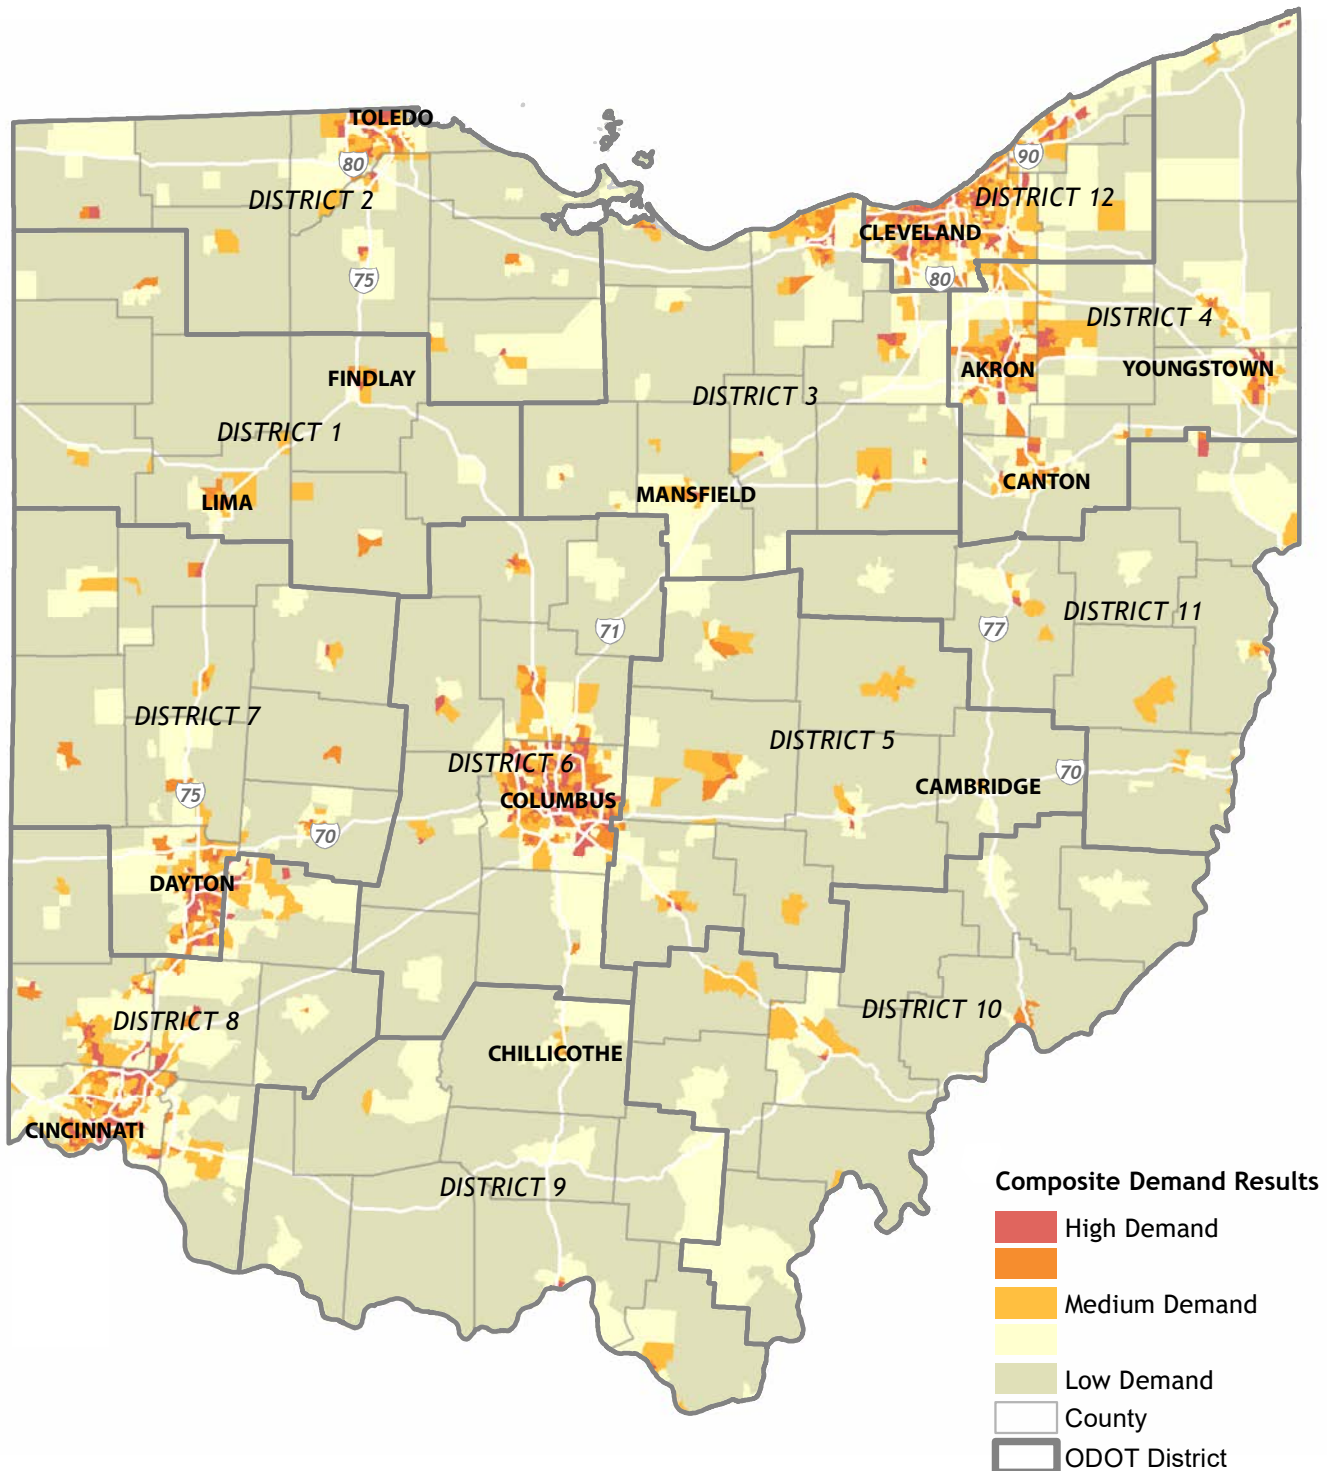 TOLEDO
80
DISTRICT 2
90
DISTRICT 12
CLEVELAND
75
80
DISTRICT 4
FINDLAY
AKRON
YOUNGSTOWN
DISTRICT 3
DISTRICT 1
LIMA
MANSFIELD
CANTON
71
77
DISTRICT 11
DISTRICT 7
DISTRICT 6
DISTRICT 5
75
COLUMBUS
CAMBRIDGE
70
70
DAYTON
DISTRICT 8
DISTRICT 10
CHILLICOTHE
CINCINNATI
DISTRICT 9
Composite Demand Results
High Demand
Medium Demand
Low Demand
County
ODOT District